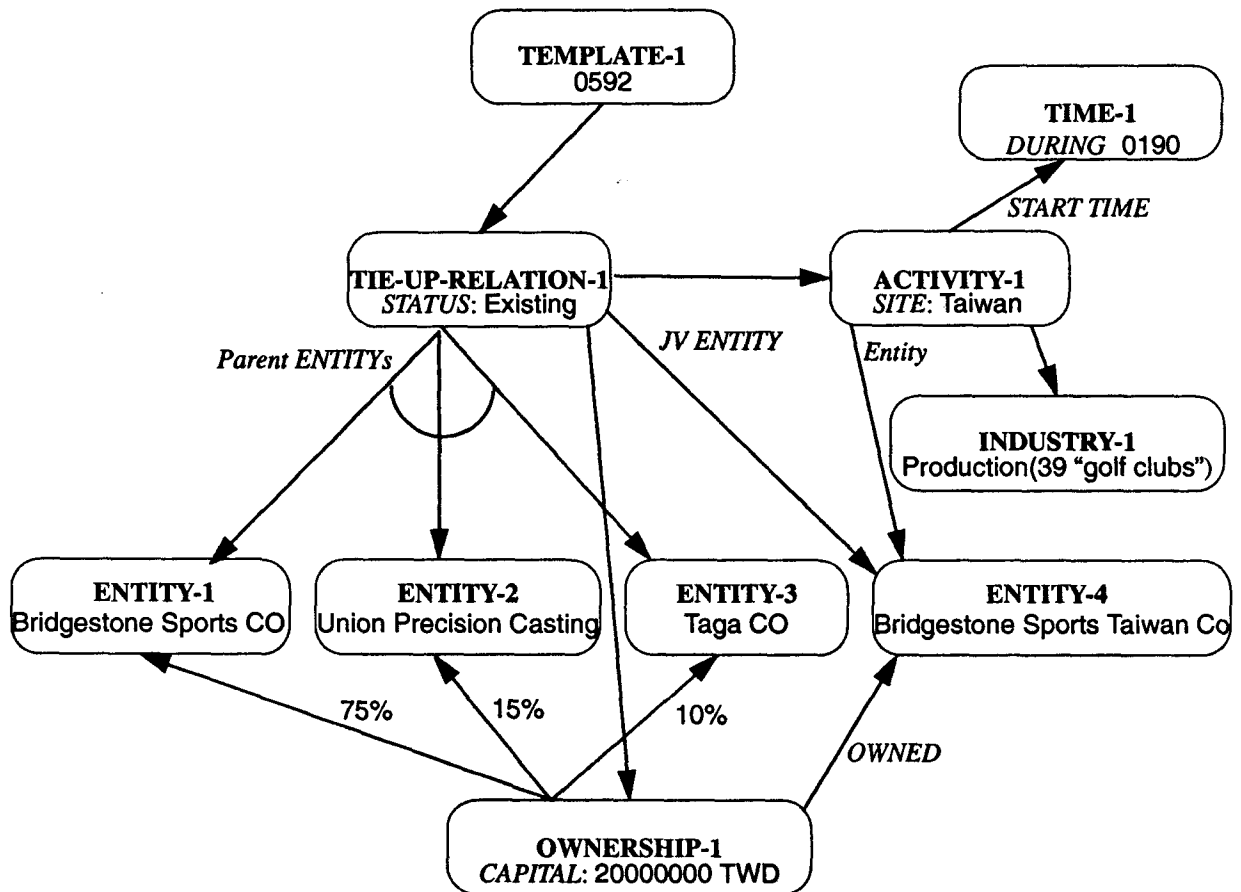 TEMPLATE-1
0592
TIME-1
DURING 0190
START TIME
TIE-UP-RELATION-1
STATUS: Existing
ACTIVITY-1
SITE: Taiwan
Parent ENTITYs
JV ENTITY
Entity
INDUSTRY-1
Production(39 “golf clubs”)
ENTITY-1
Bridgestone Sports CO
ENTITY-2
Union Precision Casting
ENTITY-3
Taga CO
ENTITY-4
Bridgestone Sports Taiwan Co
75%
15%
10%
OWNED
OWNERSHIP-1
CAPITAL: 20000000 TWD